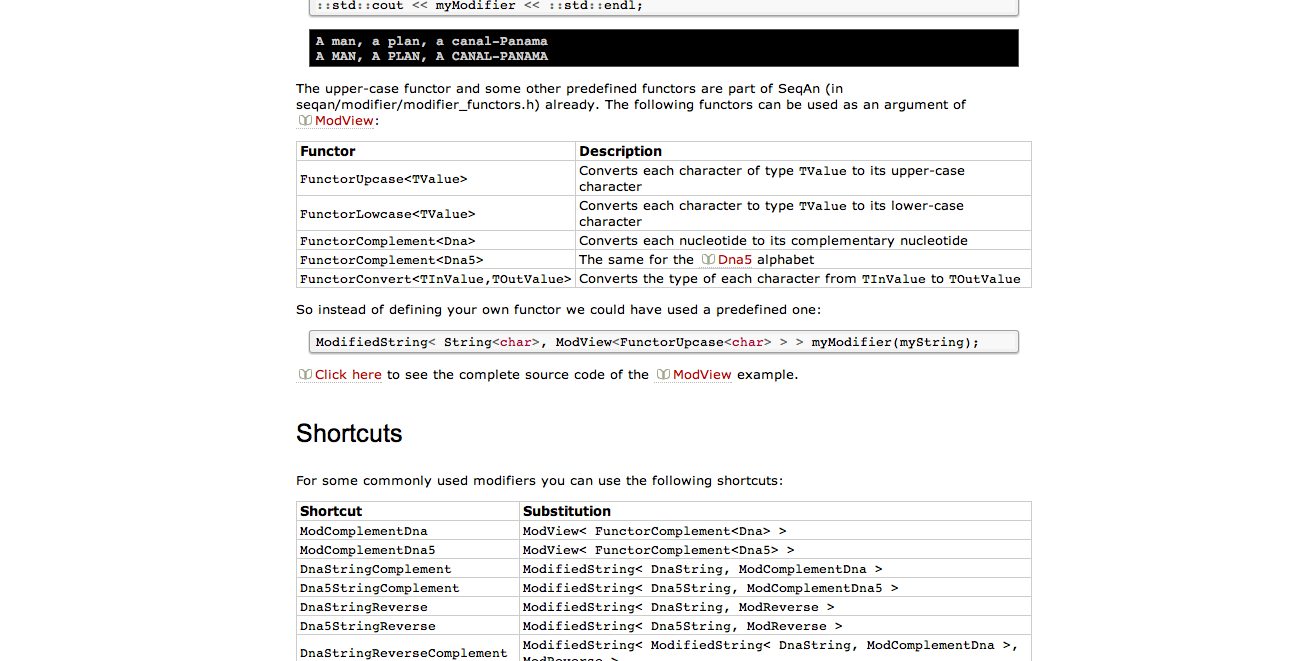 ::std::cout << myModifier << ::std::endl;
A man, a plan, a canal-Panama
A MAN, A PLAN, A CANAL-PANAMA
The upper-case functor and some other predefined functors are part of SeqAn (in
seqan/modifier/modifier_functors.h) already. The following functors can be used as an argument of
ModView:
Functor Description
FunctorUpcase<TValue> Converts each character of type TValue to its upper-case
character
FunctorLowcase<TValue> Converts each character to type TValue to its lower-case
character
FunctorComplement<Dna> Converts each nucleotide to its complementary nucleotide
FunctorComplement<Dna5> The same for the Dna5 alphabet
FunctorConvert<TInValue,TOutValue> Converts the type of each character from TInValue to TOutValue
So instead of defining your own functor we could have used a predefined one:
ModifiedString< String<char>, ModView<FunctorUpcase<char> > > myModifier(myString);
Click here to see the complete source code of the ModView example.
Shortcuts
For some commonly used modifiers you can use the following shortcuts:
Shortcut Substitution
ModComplementDna ModView< FunctorComplement<Dna> >
ModComplementDna5 ModView< FunctorComplement<Dna5> >
DnaStringComplement ModifiedString< DnaString, ModComplementDna >
Dna5StringComplement ModifiedString< Dna5String, ModComplementDna5 >
DnaStringReverse ModifiedString< DnaString, ModReverse >
Dna5StringReverse ModifiedString< Dna5String, ModReverse >
DnaStringReverseComplement ModifiedString< ModifiedString< DnaString, ModComplementDna >,
ModReverse >